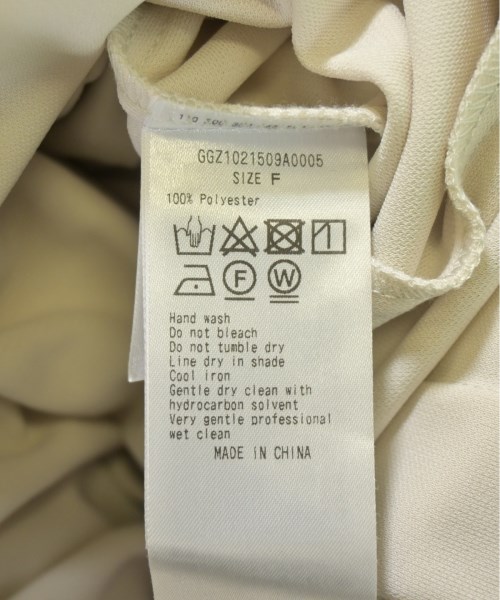 GGZ1021509A0005
SIZE F
100% Polyester
F W
Hand wash
Do not bleach
Do not tumble dry
Line dry in shade
Cool iron
Gentle dry clean with
hydrocarbon solvent
Very gentle professional
wet clean
MADE IN CHINA